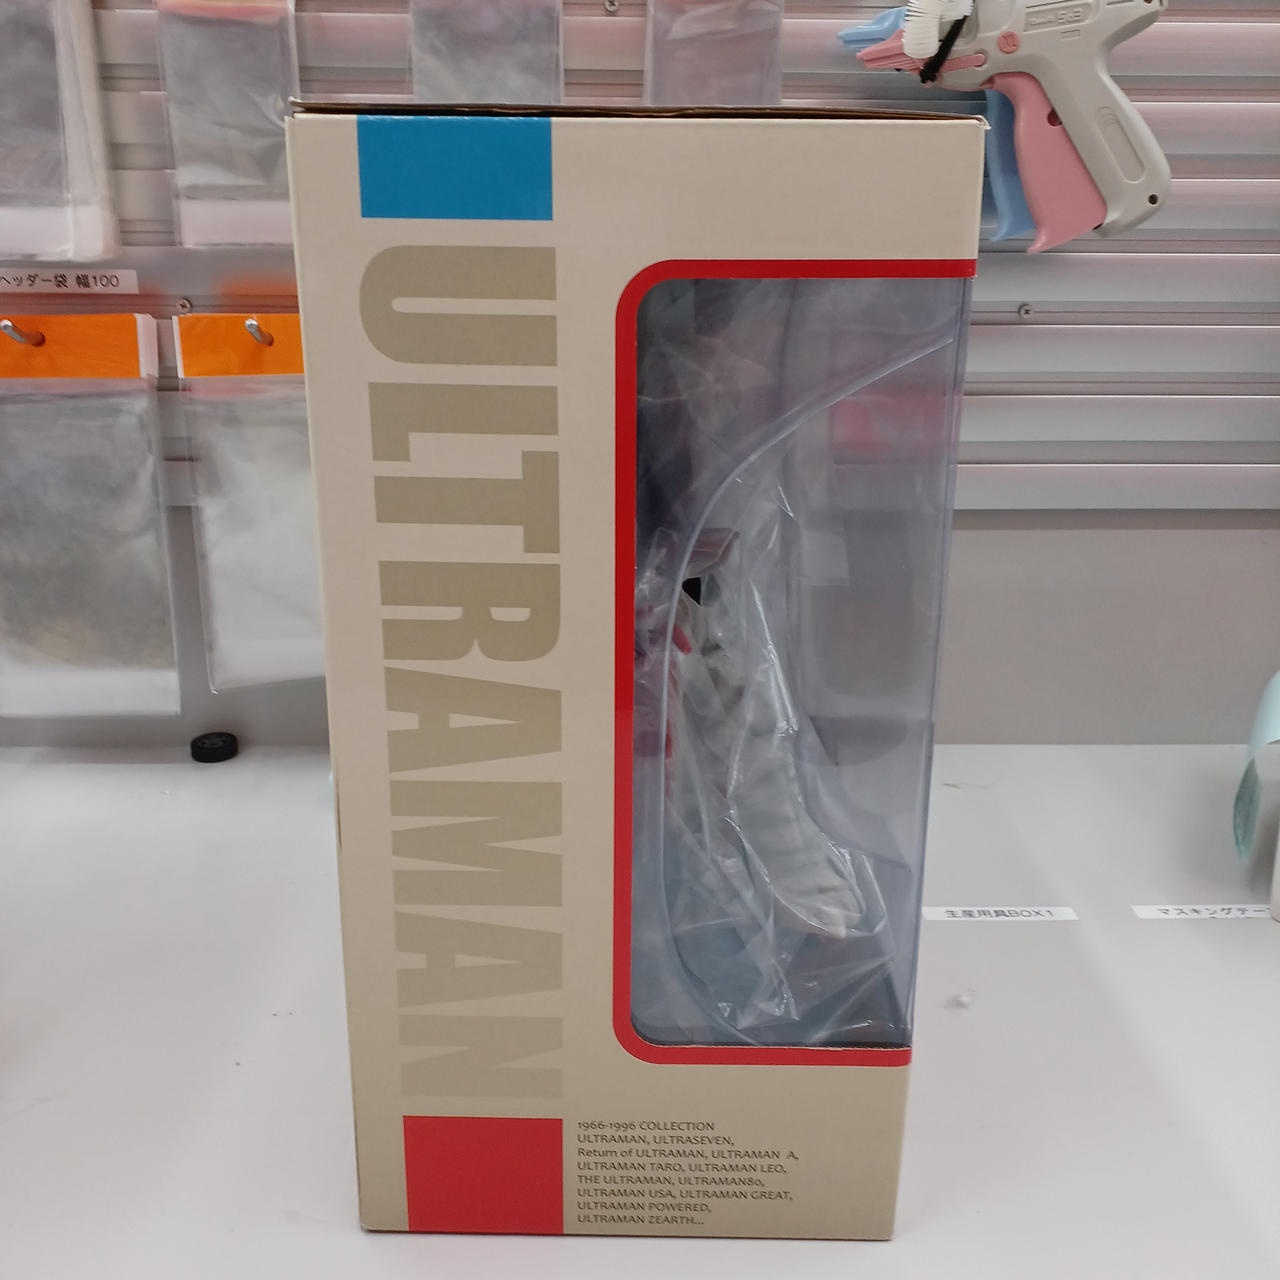 ヘッダー袋 幅100
ULTRAMAN
生産用具BOX1
マスキングテー
1966-1996 COLLECTION
ULTRAMAN, ULTRASEVEN,
Return of ULTRAMAN, ULTRAMAN A,
ULTRAMAN TARO, ULTRAMAN LEO,
THE ULTRAMAN, ULTRAMAN80,
ULTRAMAN USA, ULTRAMAN GREAT,
ULTRAMAN POWERED,
ULTRAMAN ZEARTH...